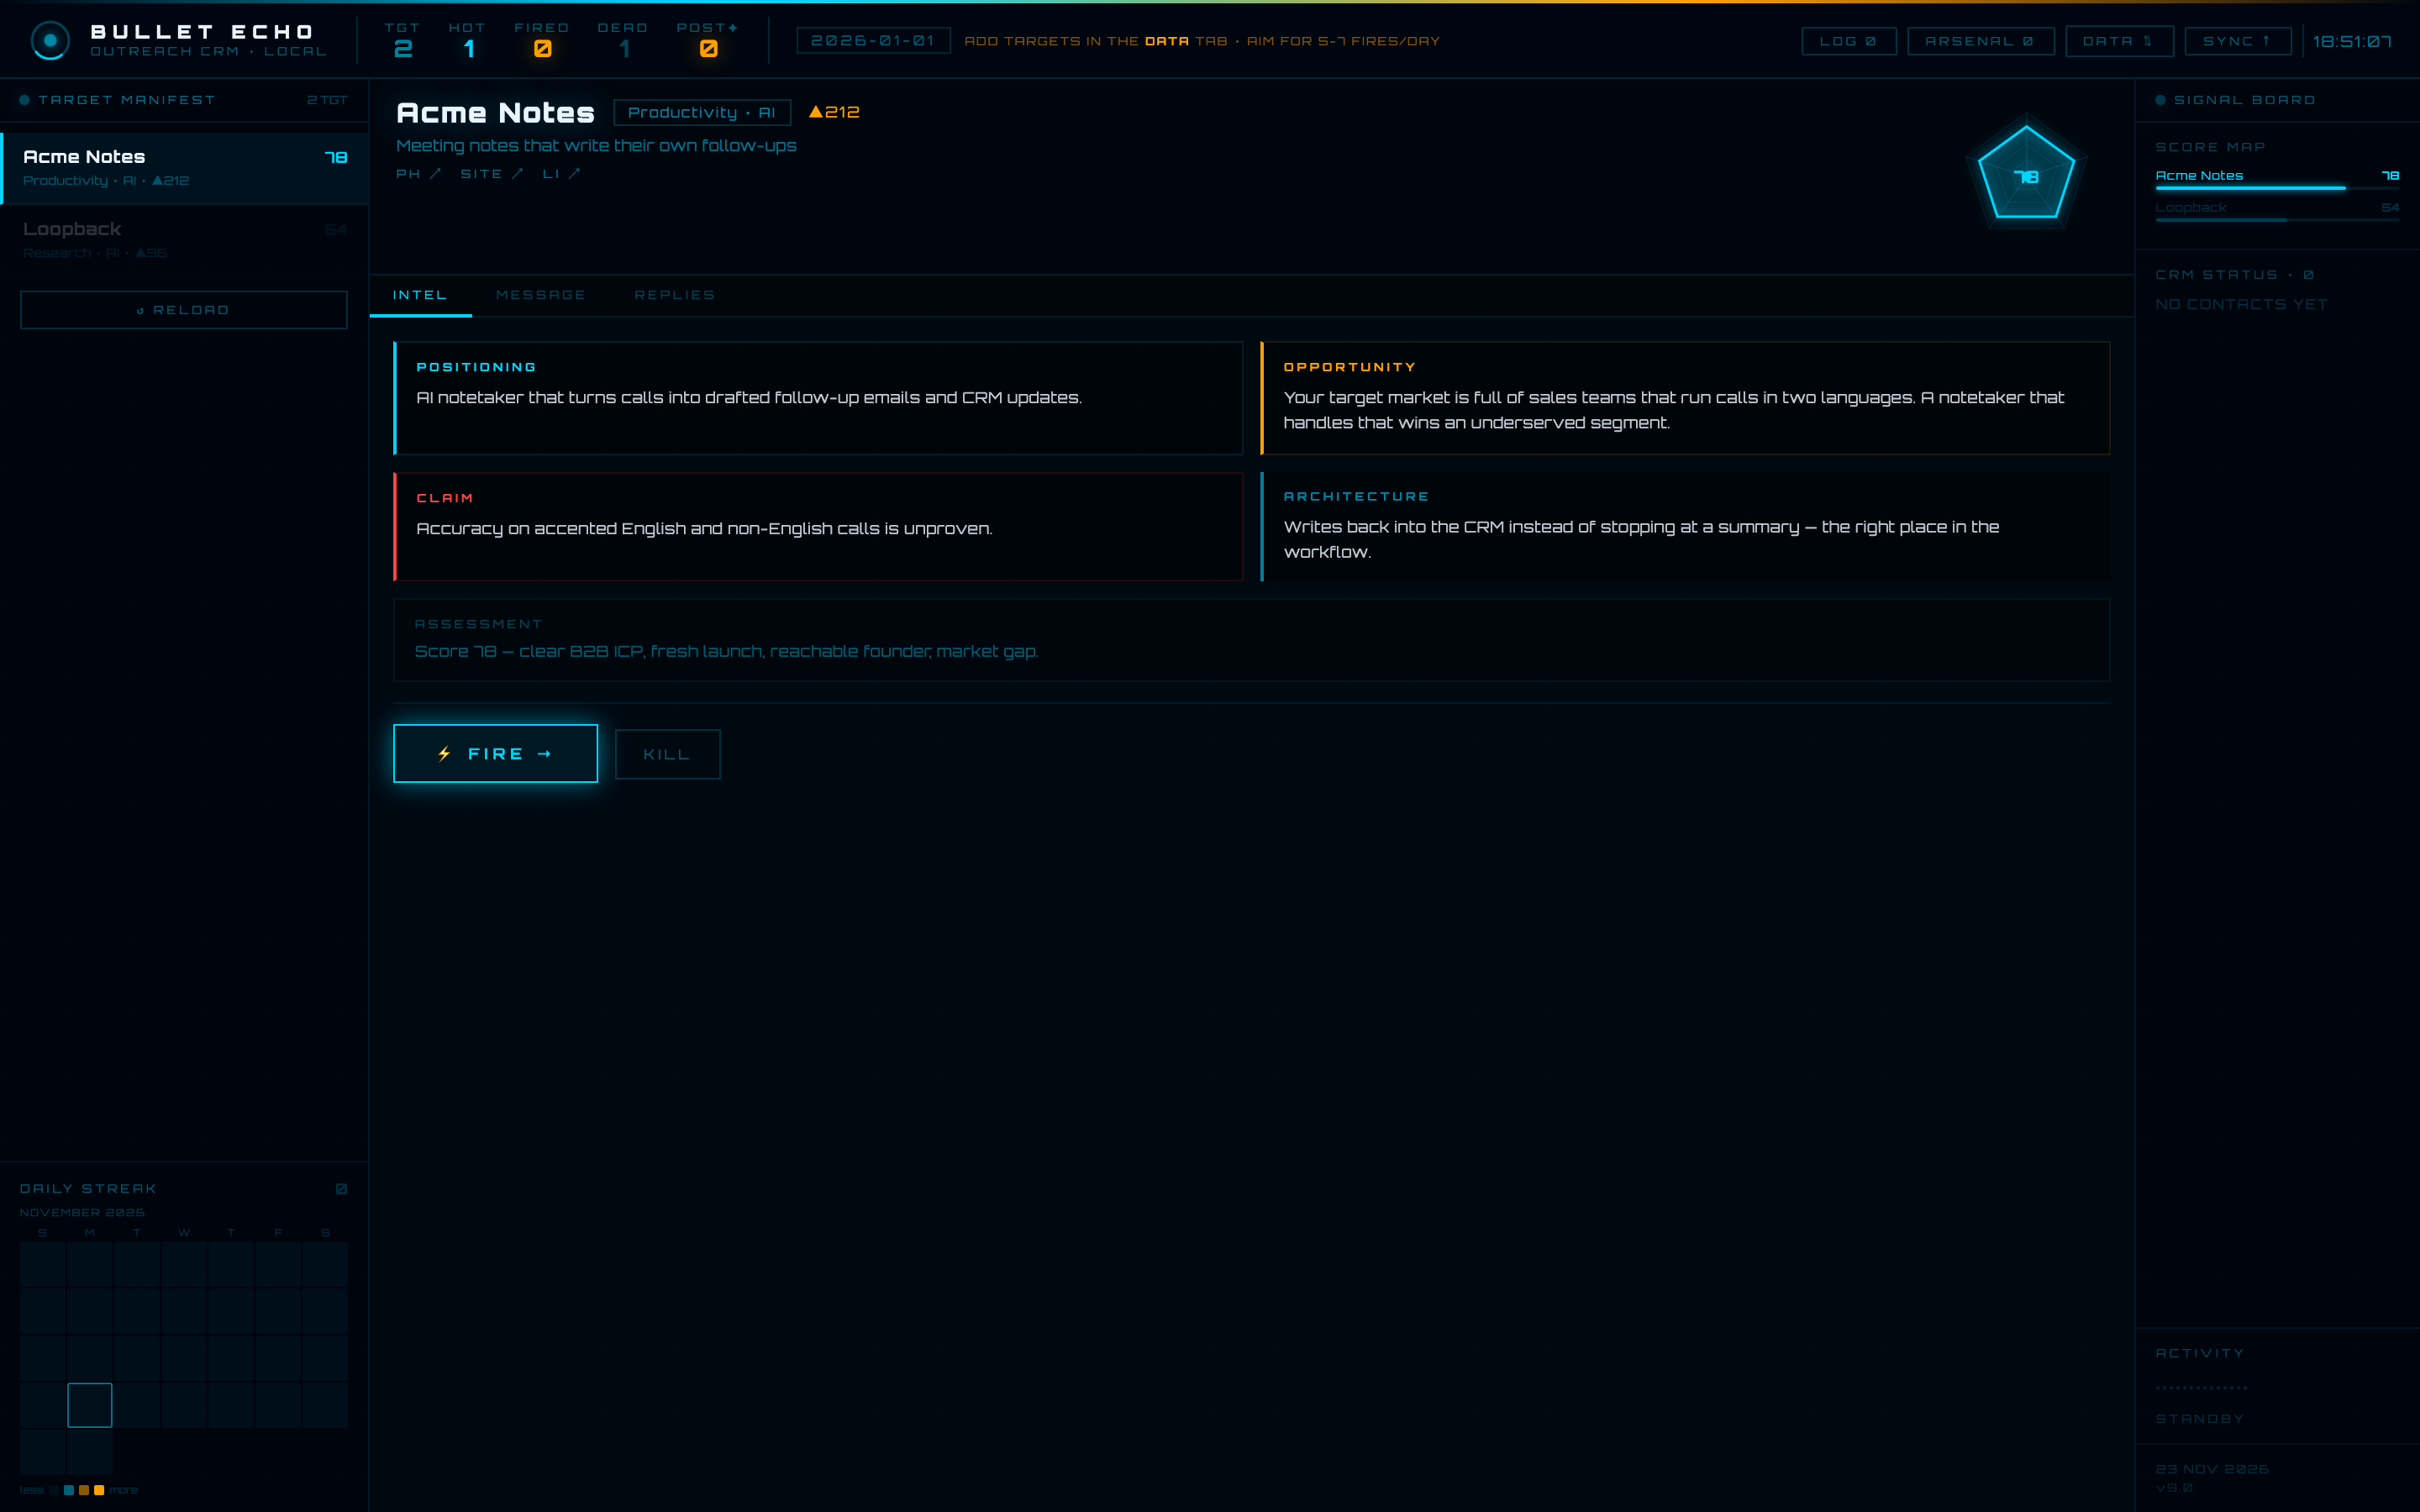 BULLET ECHO
OUTREACH CRM · LOCAL
TGT
2
HOT
1
FIRED
0
DEAD
1
POST✦
0
2026-01-01
ADD TARGETS IN THE DATA TAB · AIM FOR 5-7 FIRES/DAY
LOG 0
ARSENAL 0
DATA ⇅
SYNC ↑
18:51:07
TARGET MANIFEST
2 TGT
Acme Notes
78
Productivity · AI · ▲212
Loopback
54
Research · AI · ▲96
↺ RELOAD
DAILY STREAK
0
NOVEMBER 2026
S M T W T F S
less
more
Acme Notes
Productivity · AI
▲212
Meeting notes that write their own follow-ups
PH ↗ SITE ↗ LI ↗
78
INTEL
MESSAGE
REPLIES
POSITIONING
AI notetaker that turns calls into drafted follow-up emails and CRM updates.
OPPORTUNITY
Your target market is full of sales teams that run calls in two languages. A notetaker that
handles that wins an underserved segment.
CLAIM
Accuracy on accented English and non-English calls is unproven.
ARCHITECTURE
Writes back into the CRM instead of stopping at a summary — the right place in the
workflow.
ASSESSMENT
Score 78 — clear B2B ICP, fresh launch, reachable founder, market gap.
⚡ FIRE →
KILL
SIGNAL BOARD
SCORE MAP
Acme Notes
78
Loopback
54
CRM STATUS · 0
NO CONTACTS YET
ACTIVITY
STANDBY
23 NOV 2026
v9.0